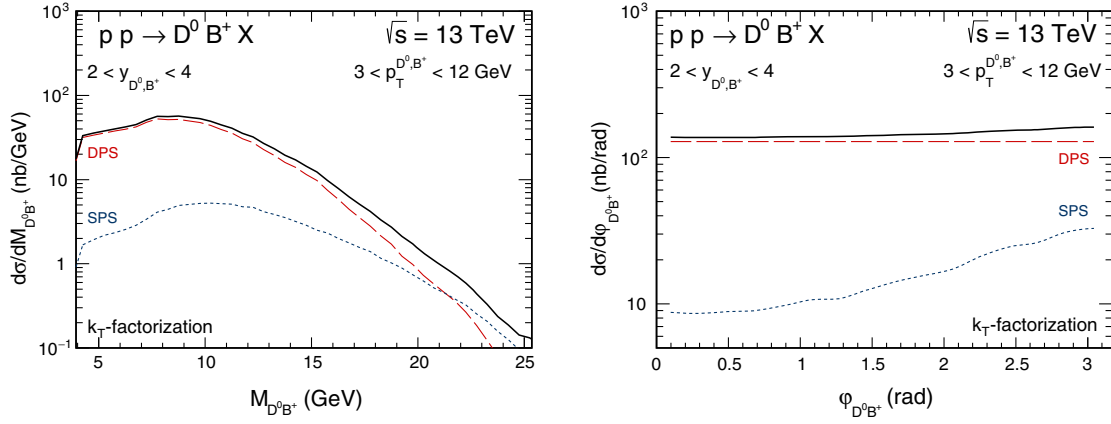 p p → D⁰ B⁺ X √s = 13 TeV
2 < y_{D⁰,B⁺} < 4 3 < p_T^{D⁰,B⁺} < 12 GeV
dσ/dM_{D⁰B⁺} (nb/GeV)
10²
10
1
10⁻¹
DPS
SPS
k_T-factorization
5 10 15 20 25
M_{D⁰B⁺} (GeV)
p p → D⁰ B⁺ X √s = 13 TeV
2 < y_{D⁰,B⁺} < 4 3 < p_T^{D⁰,B⁺} < 12 GeV
dσ/dφ_{D⁰B⁺} (nb/rad)
10³
10²
10
DPS
SPS
k_T-factorization
0 0.5 1 1.5 2 2.5 3
φ_{D⁰B⁺} (rad)